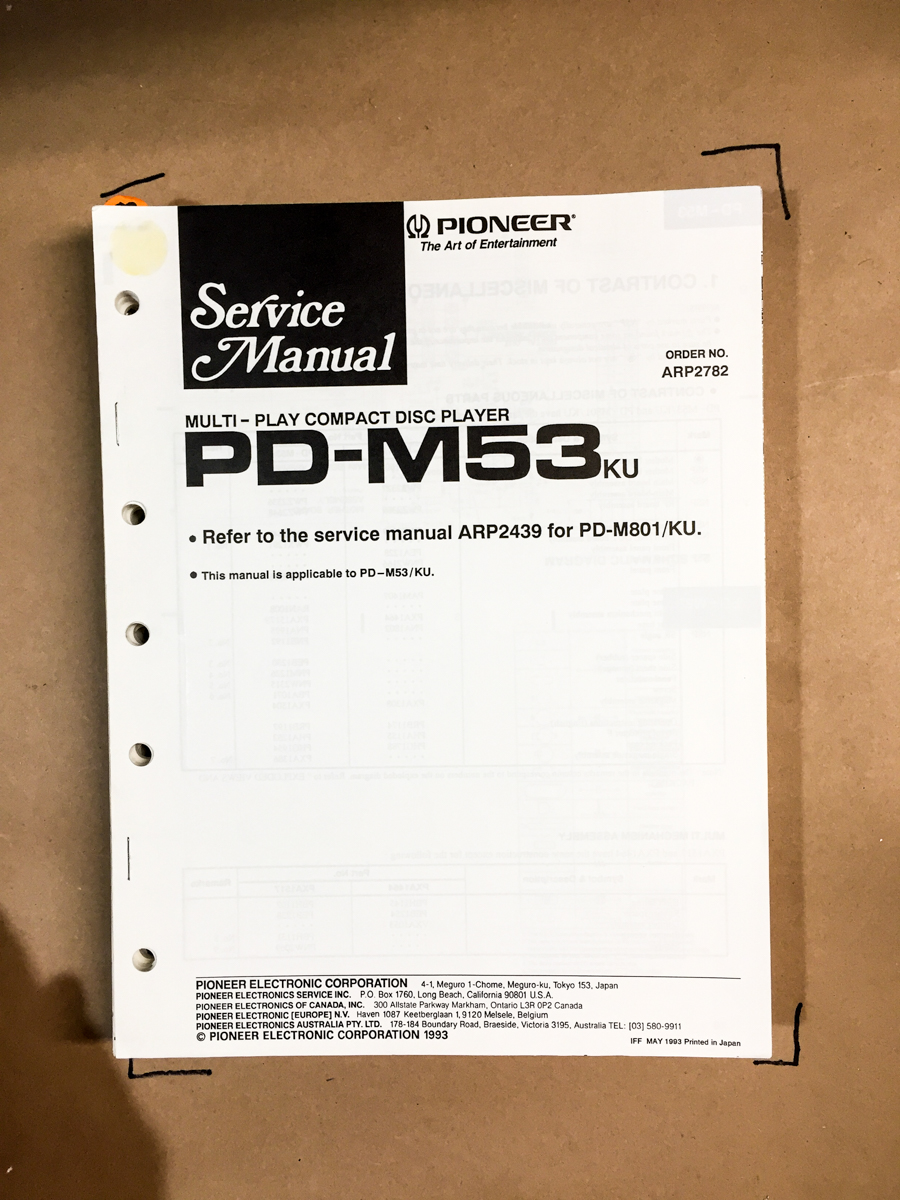 PIONEER®
The Art of Entertainment
Service
Manual
ORDER NO.
ARP2782
MULTI-PLAY COMPACT DISC PLAYER
PD-M53KU
● Refer to the service manual ARP2439 for PD-M801/KU.
● This manual is applicable to PD-M53/KU.
PIONEER ELECTRONIC CORPORATION 4-1, Meguro 1-Chome, Meguro-ku, Tokyo 153, Japan
PIONEER ELECTRONICS SERVICE INC. P.O. Box 1760, Long Beach, California 90801 U.S.A.
PIONEER ELECTRONICS OF CANADA, INC. 300 Allstate Parkway Markham, Ontario L3R 0P2 Canada
PIONEER ELECTRONIC [EUROPE] N.V. Haven 1087 Keetberglaan 1, 9120 Melsele, Belgium
PIONEER ELECTRONICS AUSTRALIA PTY. LTD. 178-184 Boundary Road, Braeside, Victoria 3195, Australia TEL: [03] 580-9911
© PIONEER ELECTRONIC CORPORATION 1993
IFF MAY 1993 Printed in Japan